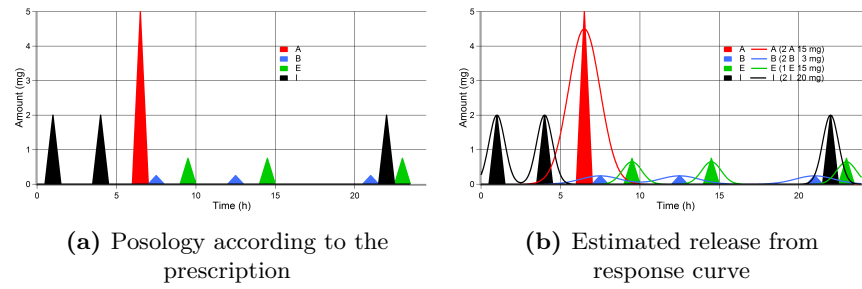 5
4
3
2
1
0
Amount (mg)
0
5
10
15
20
Time (h)
A
B
E
I
(a) Posology according to the
prescription
5
4
3
2
1
0
Amount (mg)
0
5
10
15
20
Time (h)
A A (2 A 15 mg)
B B (2 B 3 mg)
E E (1 E 15 mg)
I I (2 I 20 mg)
(b) Estimated release from
response curve